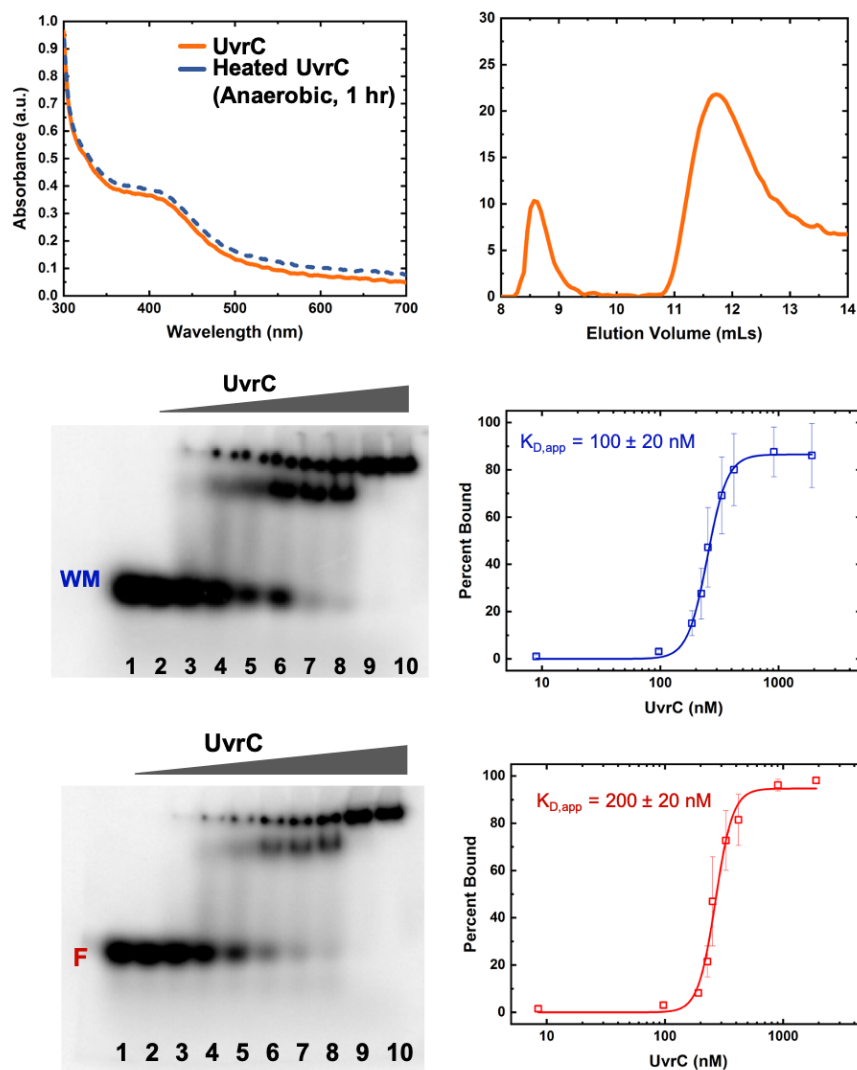 1.0
0.9
0.8
0.7
0.6
0.5
0.4
0.3
0.2
0.1
0.0
300 400 500 600 700
Absorbance (a.u.)
Wavelength (nm)
UvrC
Heated UvrC
(Anaerobic, 1 hr)
30
25
20
15
10
5
0
8 9 10 11 12 13 14
Elution Volume (mLs)
UvrC
WM
1 2 3 4 5 6 7 8 9 10
K_D,app = 100 ± 20 nM
100
80
60
40
20
0
10 100 1000
Percent Bound
UvrC (nM)
UvrC
F
1 2 3 4 5 6 7 8 9 10
K_D,app = 200 ± 20 nM
100
80
60
40
20
0
10 100 1000
Percent Bound
UvrC (nM)